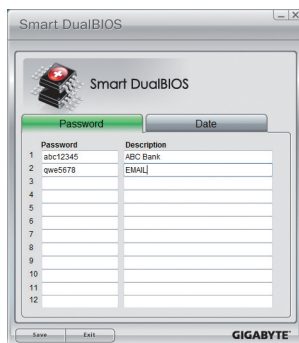 Smart DualBIOS
Smart DualBIOS
Password Date
Password Description
1 abc12345 ABC Bank
2 qwe5678 EMAIL
3
4
5
6
7
8
9
10
11
12
Save Exit GIGABYTE™